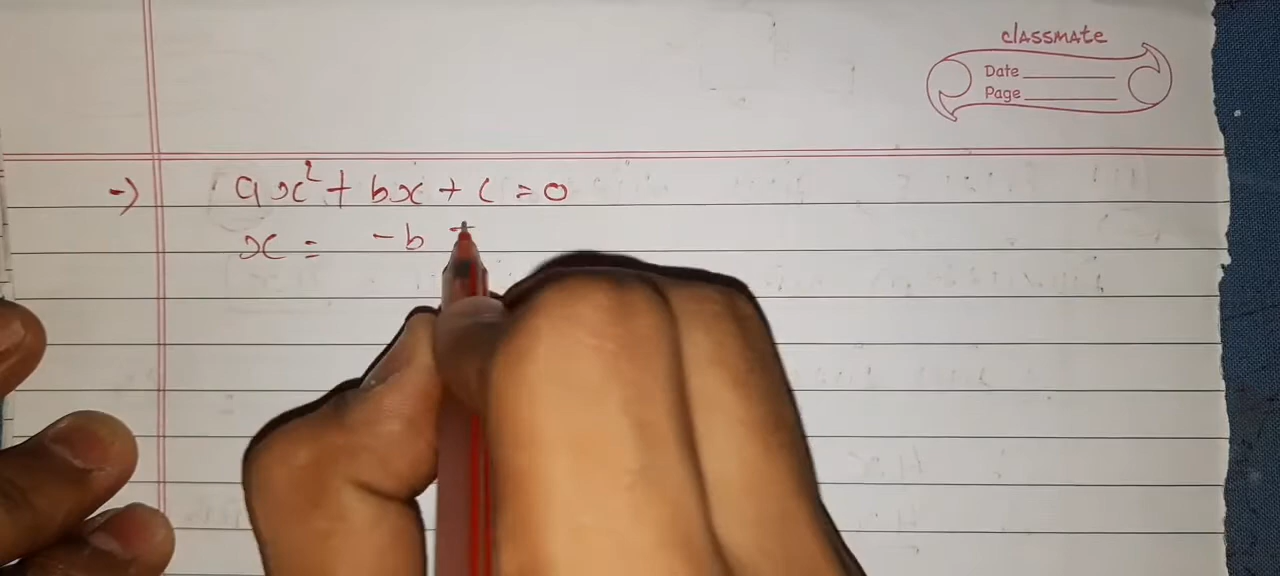 classmate
Date
Page
-) ax² + bx + c = 0
x = -b +